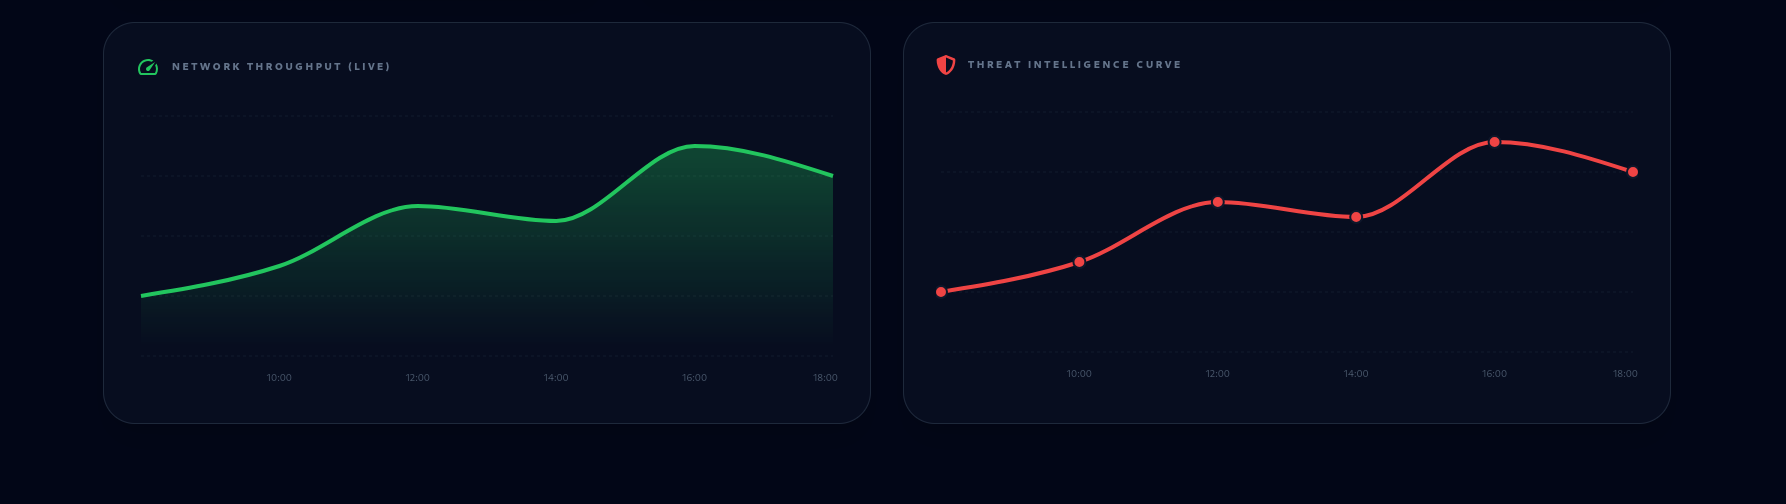 NETWORK THROUGHPUT (LIVE)
10:00 12:00 14:00 16:00 18:00
THREAT INTELLIGENCE CURVE
10:00 12:00 14:00 16:00 18:00